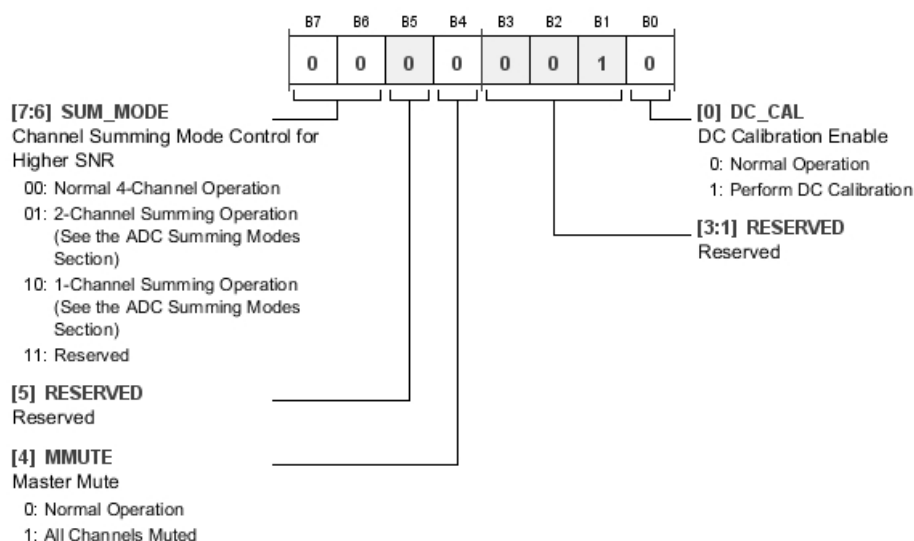 B7 B6 B5 B4 B3 B2 B1 B0
0 0 0 0 0 0 1 0
[7:6] SUM_MODE
Channel Summing Mode Control for
Higher SNR
00: Normal 4-Channel Operation
01: 2-Channel Summing Operation
(See the ADC Summing Modes
Section)
10: 1-Channel Summing Operation
(See the ADC Summing Modes
Section)
11: Reserved
[5] RESERVED
Reserved
[4] MMUTE
Master Mute
0: Normal Operation
1: All Channels Muted
[0] DC_CAL
DC Calibration Enable
0: Normal Operation
1: Perform DC Calibration
[3:1] RESERVED
Reserved